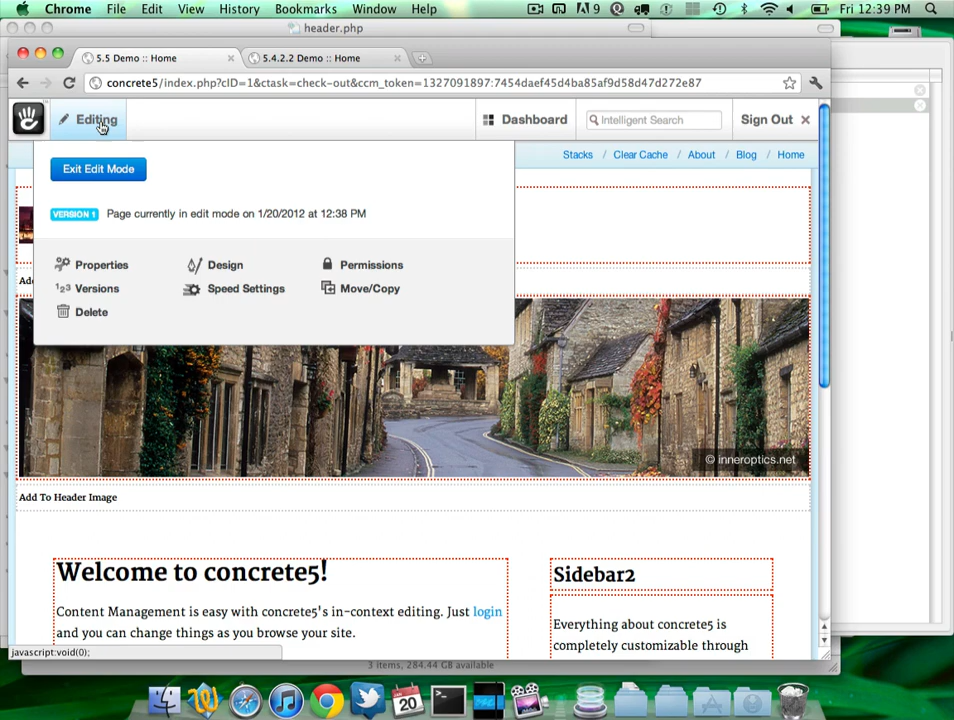 Chrome File Edit View History Bookmarks Window Help 9 Fri 12:39 PM
header.php
5.5 Demo :: Home 5.4.2.2 Demo :: Home
concrete5/index.php?cID=1&ctask=check-out&ccm_token=1327091897:7454daef45d4ba85af9d58d47d272e87
Editing Dashboard Intelligent Search Sign Out
Stacks / Clear Cache / About / Blog / Home
Exit Edit Mode
VERSION 1 Page currently in edit mode on 1/20/2012 at 12:38 PM
Properties Design Permissions
123 Versions Speed Settings Move/Copy
Delete
© inneroptics.net
Add To Header Image
Welcome to concrete5!
Content Management is easy with concrete5's in-context editing. Just login
and you can change things as you browse your site.
Sidebar2
Everything about concrete5 is
completely customizable through
javascript:void(0);
3 items, 284.44 GB available
20